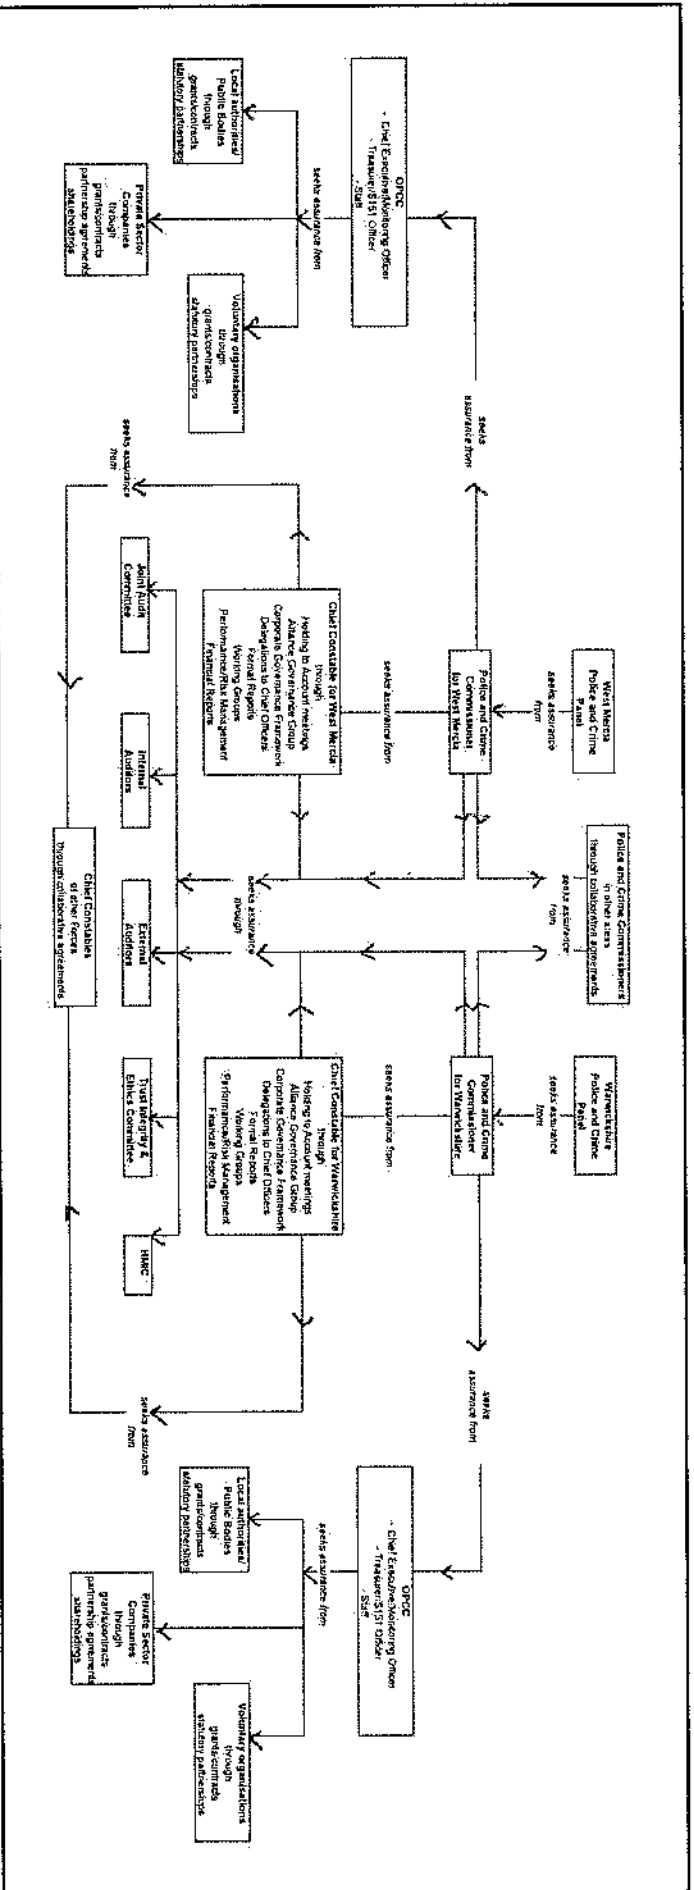 West Mercia
Police and Crime
Panel
Police and Crime Commissioners
in other areas
through collaborative agreements
Warwickshire
Police and Crime
Panel
seeks assurance
from
seeks assurance
from
seeks assurance
from
Police and Crime
Commissioner
for West Mercia
Police and Crime
Commissioner
for Warwickshire
seeks
assurance from
seeks
assurance from
OPCC
- Chief Executive/Monitoring Officer
- Treasurer/S151 Officer
- Staff
seeks assurance from
seeks assurance from
OPCC
- Chief Executive/Monitoring Officer
- Treasurer/S151 Officer
- Staff
Chief Constable for West Mercia
through
Holding to Account meetings
Alliance Governance Group
Corporate Governance Framework
Delegations to Chief Officers
Formal Reports
Working Groups
Performance/Risk Management
Financial Reports
Chief Constable for Warwickshire
through
Holding to Account meetings
Alliance Governance Group
Corporate Governance Framework
Delegations to Chief Officers
Formal Reports
Working Groups
Performance/Risk Management
Financial Reports
seeks assurance from
seeks assurance from
seeks assurance
through
Local authorities/
Public Bodies
through
grants/contracts
statutory partnerships
Voluntary organisations
through
grants/contracts
statutory partnerships
Local authorities/
Public Bodies
through
grants/contracts
statutory partnerships
Voluntary organisations
through
grants/contracts
statutory partnerships
Private Sector
Companies
through
grants/contracts
partnership agreements
shareholdings
seeks assurance
from
Joint Audit
Committee
Internal
Auditors
External
Auditors
Trust Integrity &
Ethics Committee
HMIC
seeks assurance
from
Private Sector
Companies
through
grants/contracts
partnership agreements
shareholdings
Chief Constables
of other Forces
through collaborative agreements